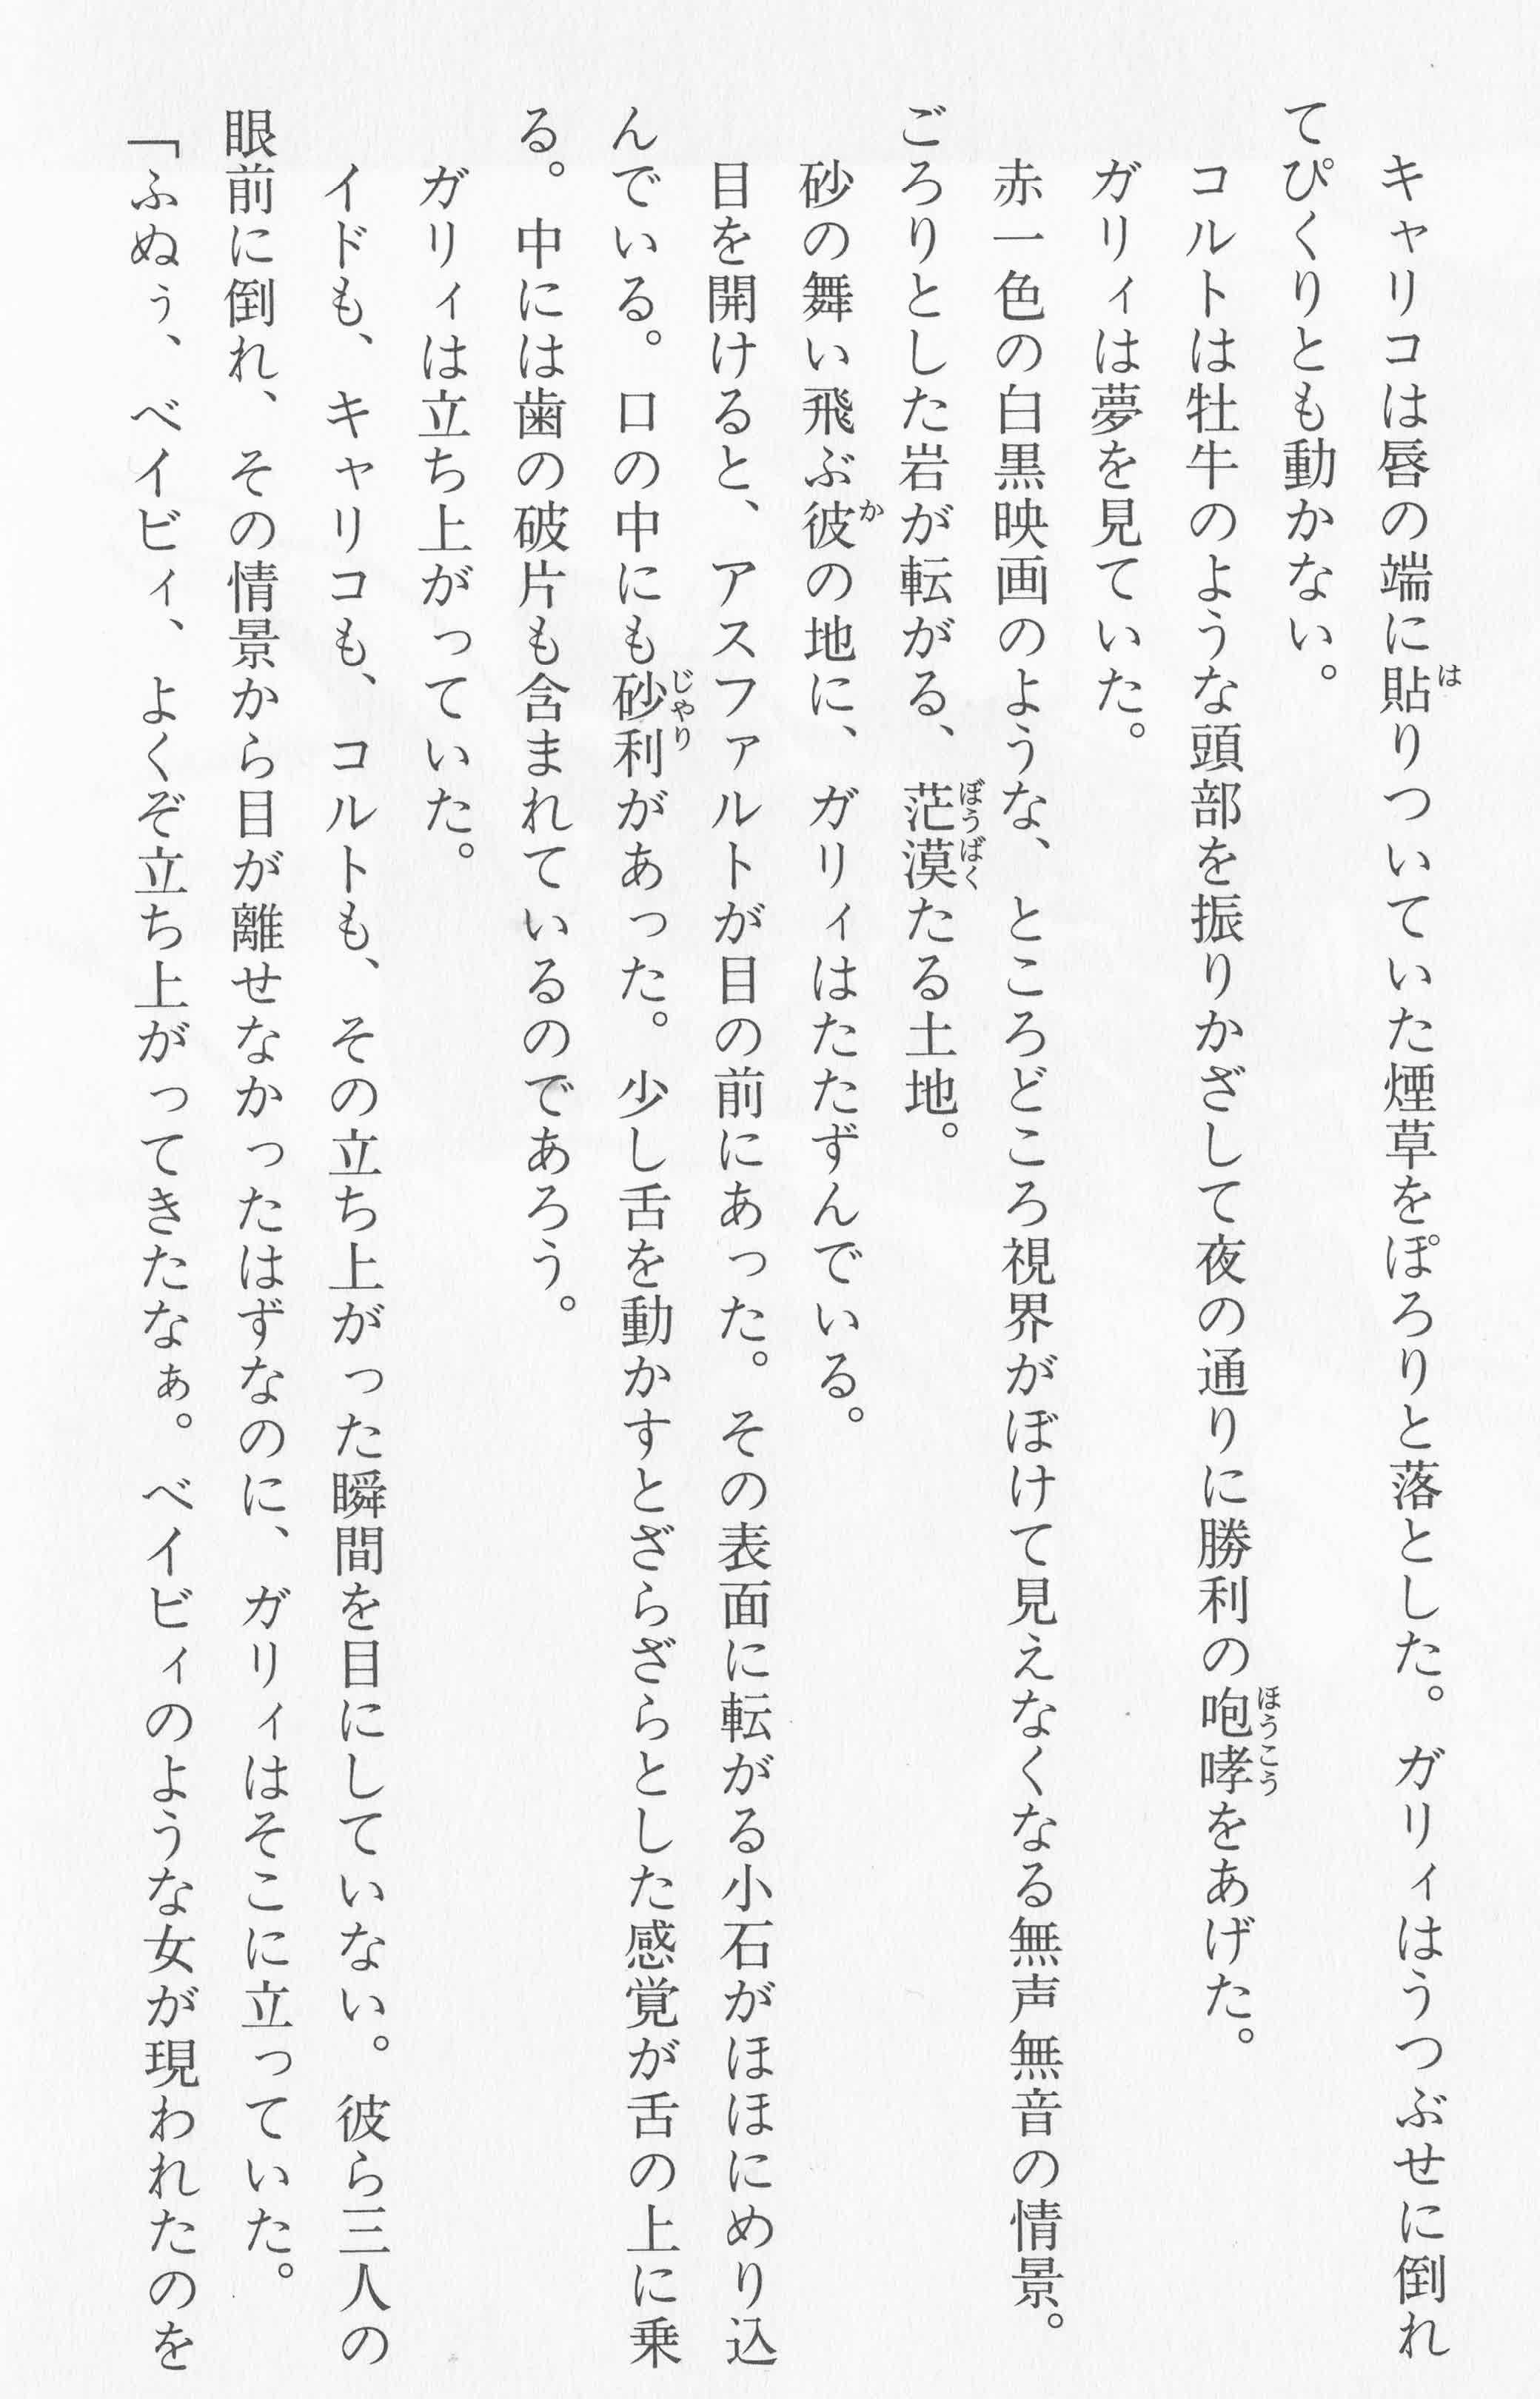 キャリコは唇の端に貼りついていた煙草をぽろりと落とした。ガリィはうつぶせに倒れ
てぴくりとも動かない。
コルトは牡牛のような頭部を振りかざして夜の通りに勝利の咆哮をあげた。
ガリィは夢を見ていた。
赤一色の白黒映画のような、ところどころ視界がぼけて見えなくなる無声無音の情景。
ごろりとした岩が転がる、茫漠たる土地。
砂の舞い飛ぶ彼の地に、ガリィはたたずんでいる。
目を開けると、アスファルトが目の前にあった。その表面に転がる小石がほほにめり込
んでいる。口の中にも砂利があった。少し舌を動かすとざらざらとした感覚が舌の上に乗
る。中には歯の破片も含まれているのであろう。
ガリィは立ち上がっていた。
イドも、キャリコも、コルトも、その立ち上がった瞬間を目にしていない。彼ら三人の
眼前に倒れ、その情景から目が離せなかったはずなのに、ガリィはそこに立っていた。
「ふぬぅ、ベイビィ、よくぞ立ち上がってきたなぁ。ベイビィのような女が現われたのを